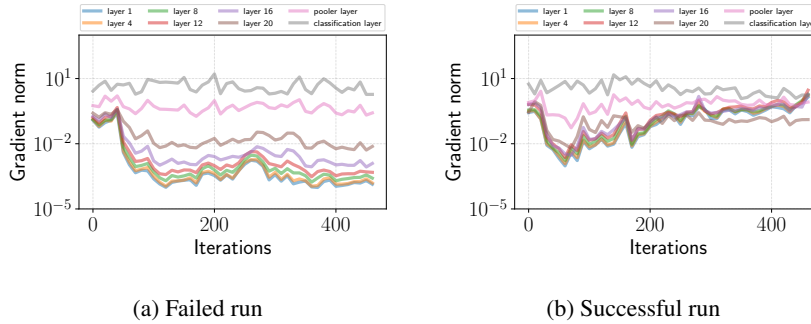 layer 1 layer 8 layer 16 pooler layer
layer 4 layer 12 layer 20 classification layer
10^1
10^-2
10^-5
Gradient norm
0 200 400
Iterations
(a) Failed run
layer 1 layer 8 layer 16 pooler layer
layer 4 layer 12 layer 20 classification layer
10^1
10^-2
10^-5
Gradient norm
0 200 400
Iterations
(b) Successful run